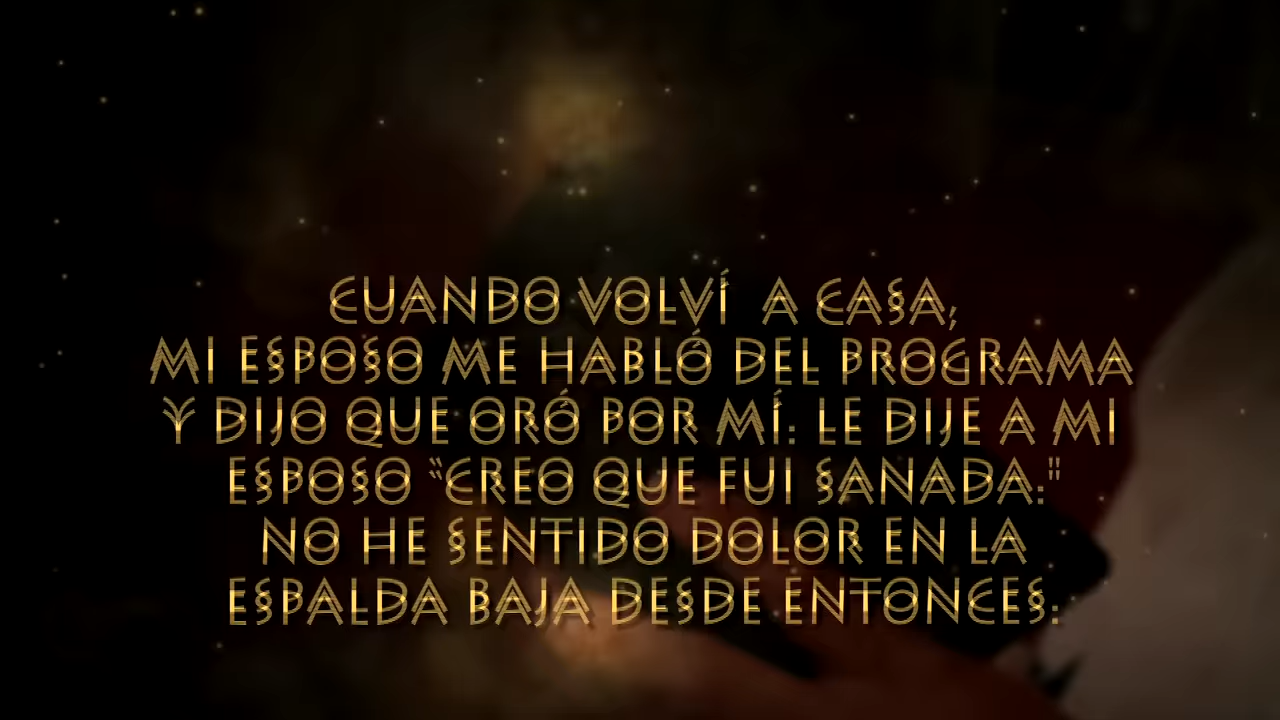 CUANDO VOLVÍ A CASA,
MI ESPOSO ME HABLÓ DEL PROGRAMA
Y DIJO QUE ORÓ POR MÍ. LE DIJE A MI
ESPOSO “CREO QUE FUI SANADA."
NO HE SENTIDO DOLOR EN LA
ESPALDA BAJA DESDE ENTONCES.